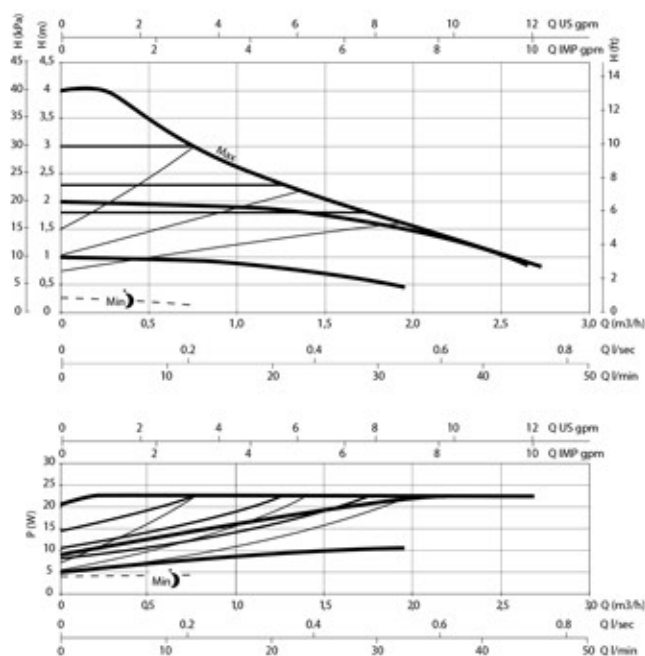 0 2 4 6 8 10 12 Q US gpm
0 2 4 6 8 10 Q IMP gpm
H (kPa)
H (m)
H (ft)
45 4,5
40 4 14
35 3,5 12
30 3 10
25 2,5 8
20 2 6
15 1,5 4
10 1 2
5 0,5
0 0 0
Max
Min
0 0,5 1,0 1,5 2,0 2,5 3,0 Q (m3/h)
0 0.2 0.4 0.6 0.8 Q l/sec
0 10 20 30 40 50 Q l/min
0 2 4 6 8 10 12 Q US gpm
0 2 4 6 8 10 Q IMP gpm
P (W)
30
25
20
15
10
5
0
Min
0 0,5 1,0 1,5 2,0 2,5 3,0 Q (m3/h)
0 0.2 0.4 0.6 0.8 Q l/sec
0 10 20 30 40 50 Q l/min